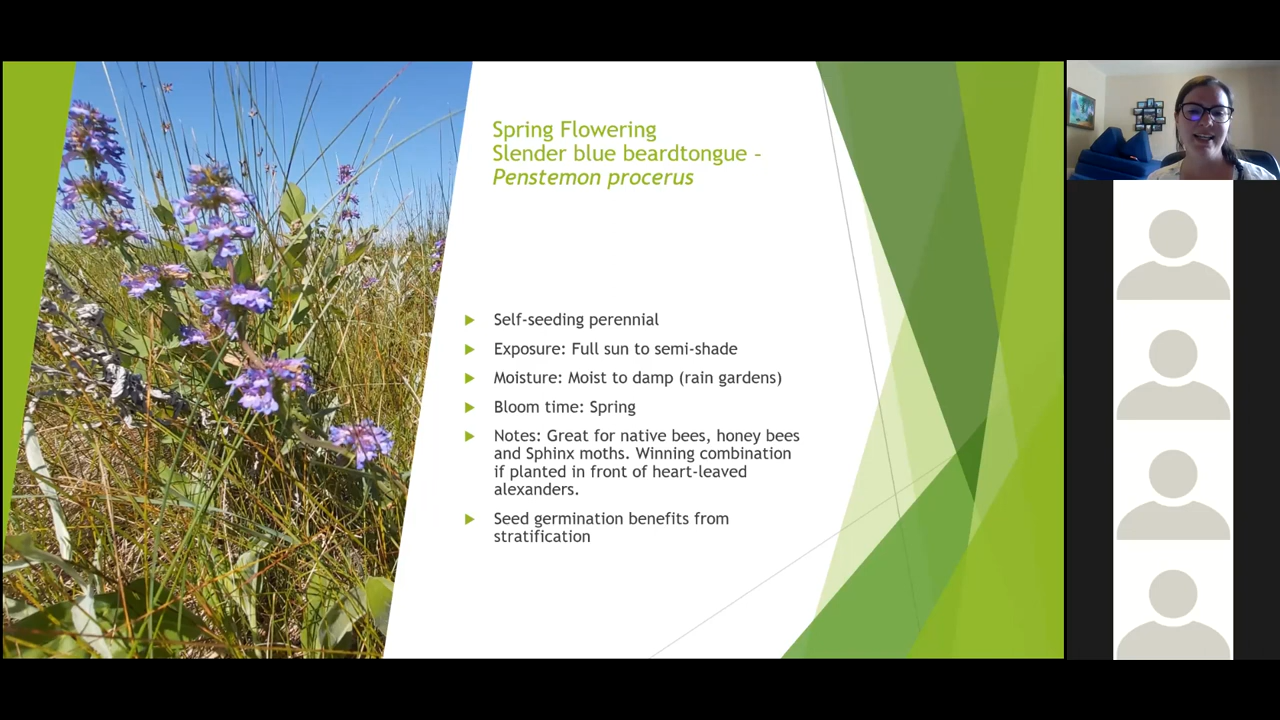 Spring Flowering
Slender blue beardtongue –
Penstemon procerus
Self-seeding perennial
Exposure: Full sun to semi-shade
Moisture: Moist to damp (rain gardens)
Bloom time: Spring
Notes: Great for native bees, honey bees
and Sphinx moths. Winning combination
if planted in front of heart-leaved
alexanders.
Seed germination benefits from
stratification